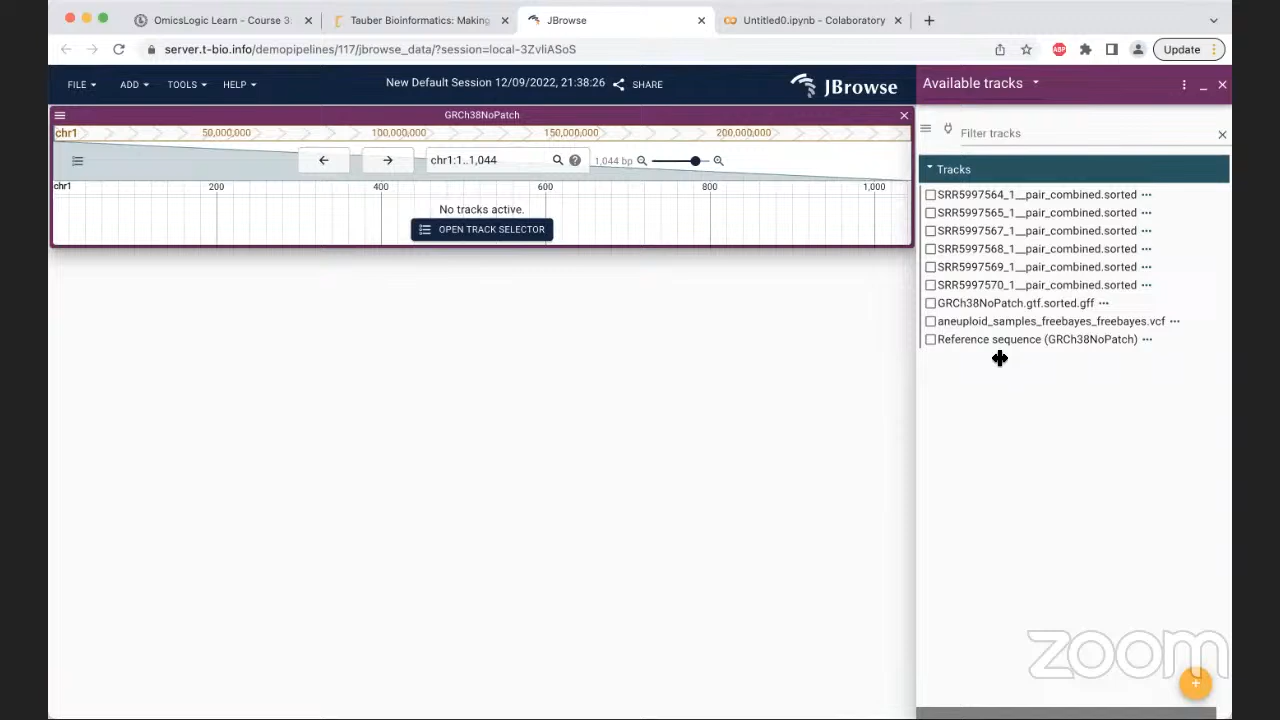 OmicsLogic Learn - Course 3
Tauber Bioinformatics: Making
JBrowse
Untitled0.ipynb - Colaboratory
server.t-bio.info/demopipelines/117/jbrowse_data/?session=local-3ZvliASoS
ABP
Update
FILE
ADD
TOOLS
HELP
New Default Session 12/09/2022, 21:38:26
SHARE
JBrowse
Available tracks
GRCh38NoPatch
chr1
50,000,000
100,000,000
150,000,000
200,000,000
Filter tracks
chr1:1..1,044
1,044 bp
Tracks
chr1
200
400
600
800
1,000
No tracks active.
OPEN TRACK SELECTOR
SRR5997564_1__pair_combined.sorted
SRR5997565_1__pair_combined.sorted
SRR5997567_1__pair_combined.sorted
SRR5997568_1__pair_combined.sorted
SRR5997569_1__pair_combined.sorted
SRR5997570_1__pair_combined.sorted
GRCh38NoPatch.gtf.sorted.gff
aneuploid_samples_freebayes_freebayes.vcf
Reference sequence (GRCh38NoPatch)
zoom